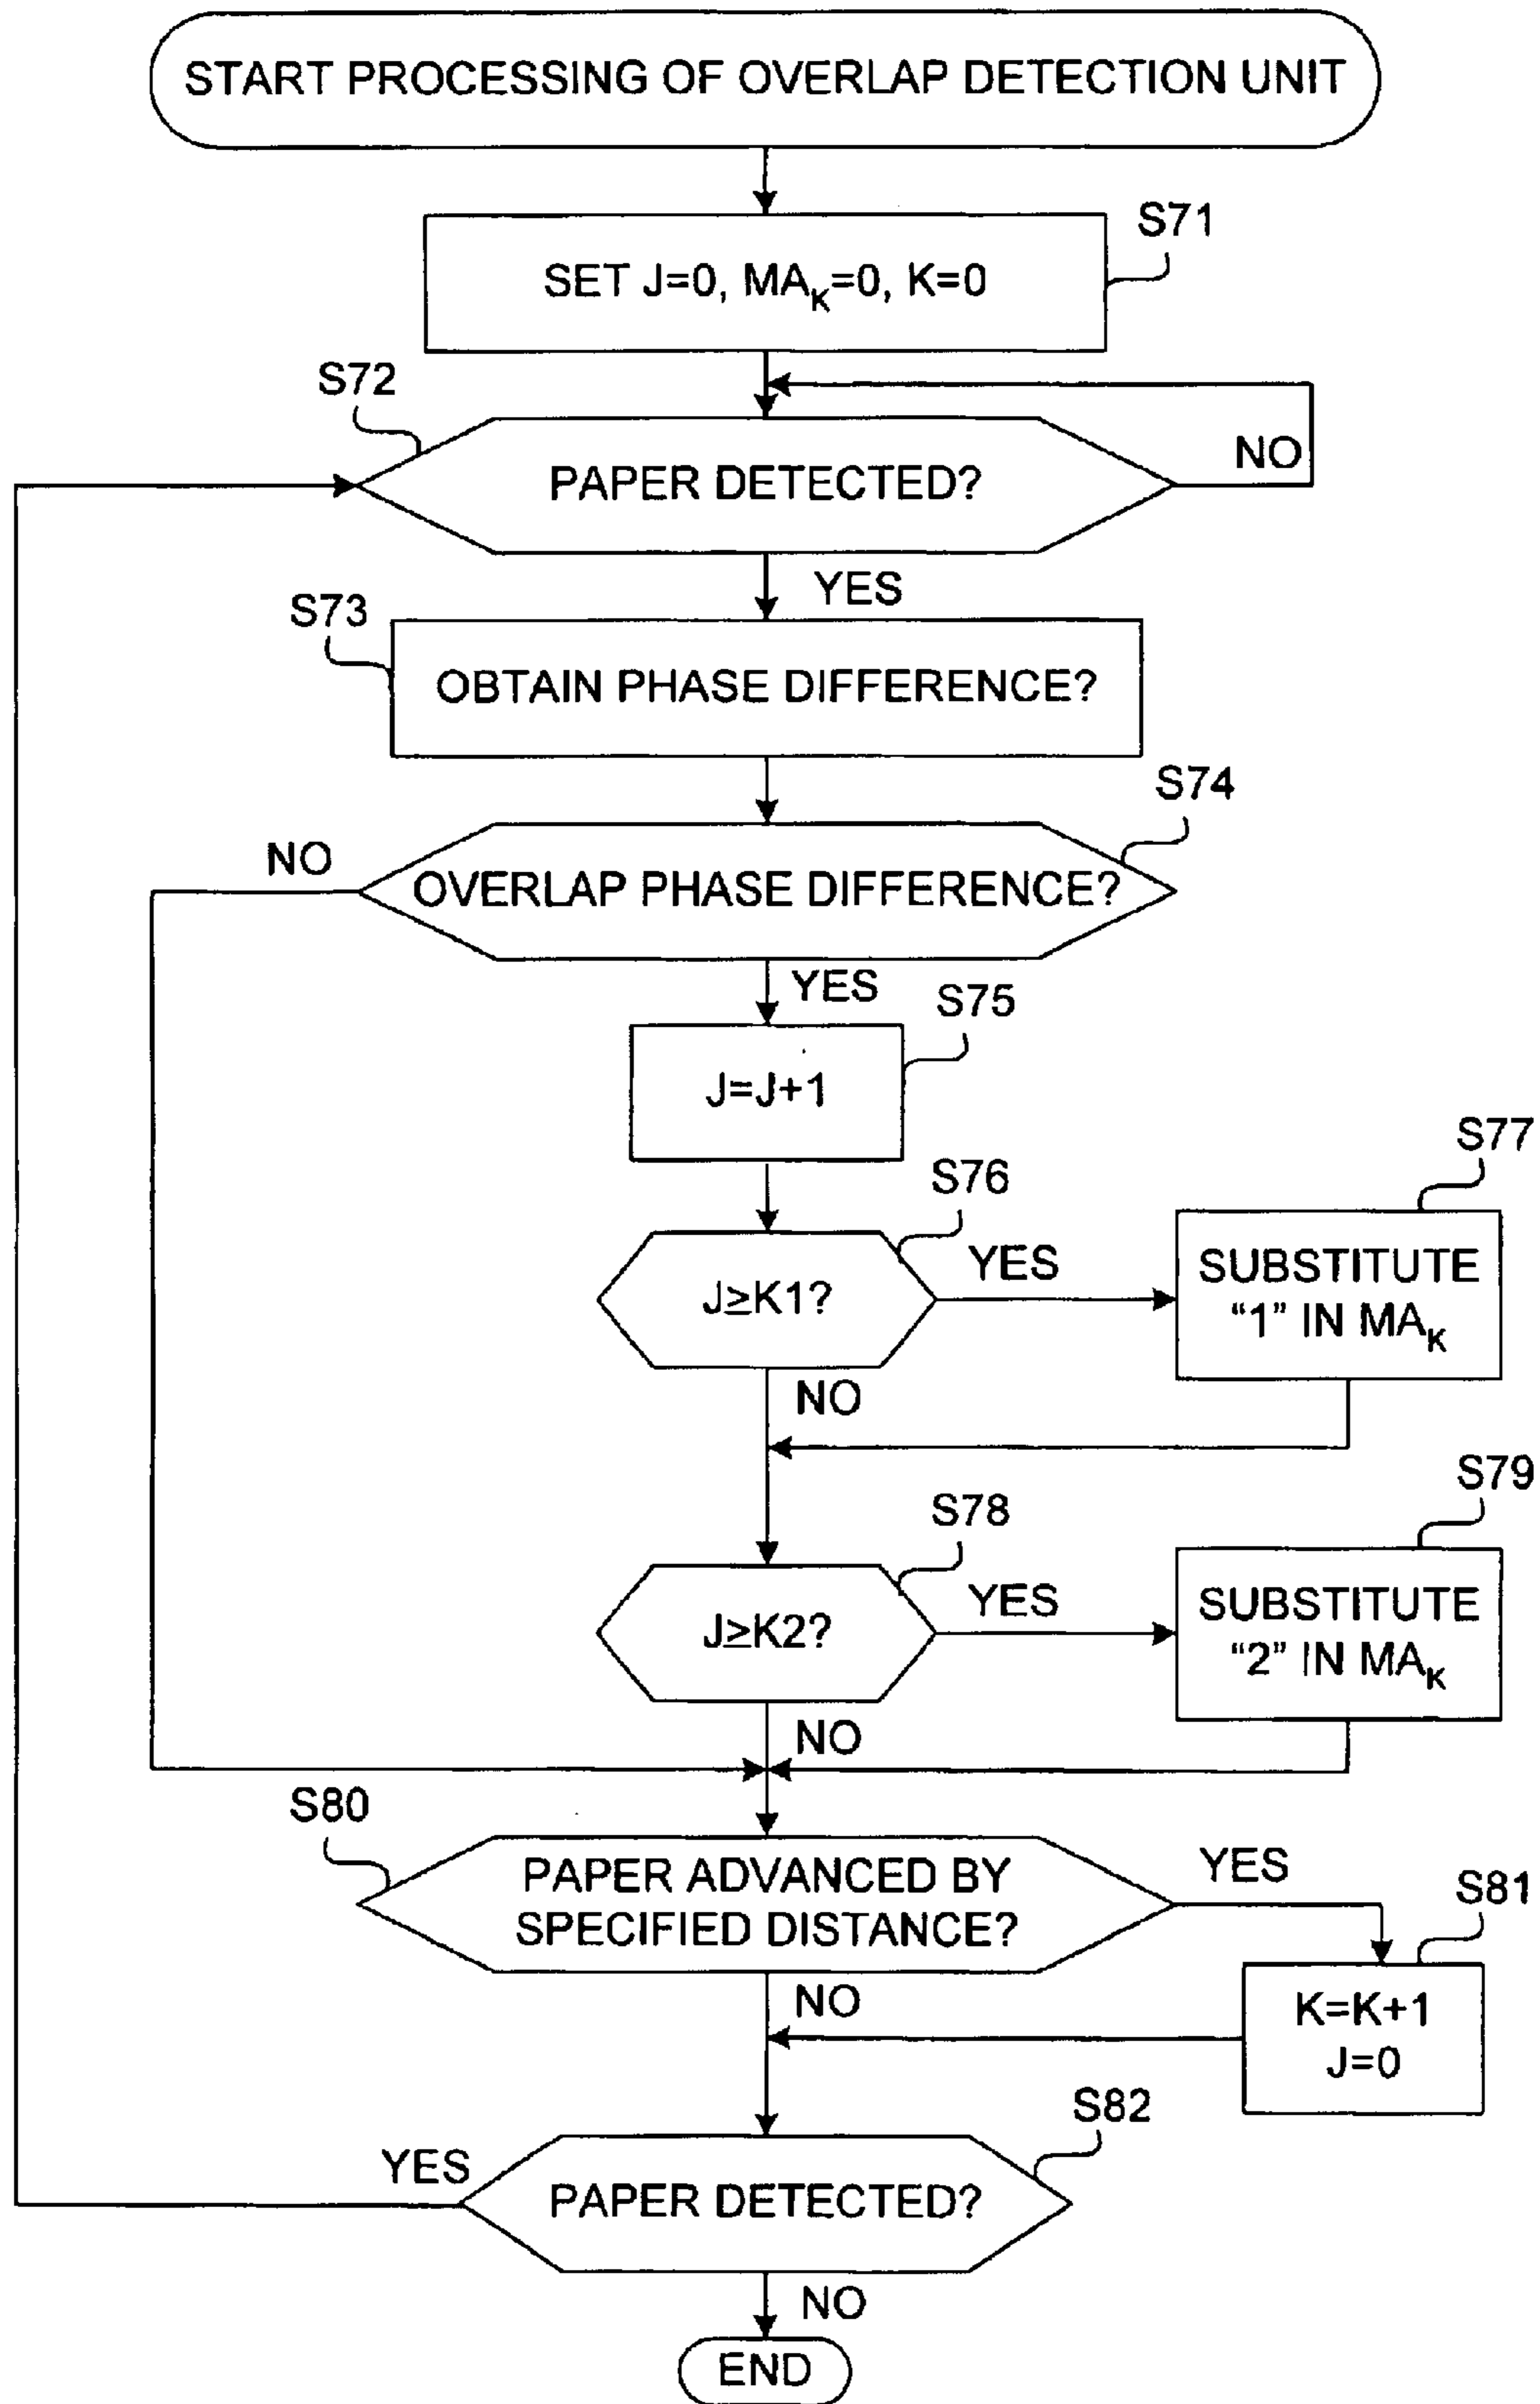 START PROCESSING OF OVERLAP DETECTION UNIT
S71
SET J=0, MAK=0, K=0
S72
PAPER DETECTED?
NO
YES
S73
OBTAIN PHASE DIFFERENCE?
S74
NO
OVERLAP PHASE DIFFERENCE?
YES
S75
J=J+1
S76
J≥K1?
YES
S77
SUBSTITUTE
“1” IN MAK
NO
S78
J≥K2?
YES
S79
SUBSTITUTE
“2” IN MAK
NO
S80
PAPER ADVANCED BY
SPECIFIED DISTANCE?
YES
S81
K=K+1
J=0
NO
S82
YES
PAPER DETECTED?
NO
END